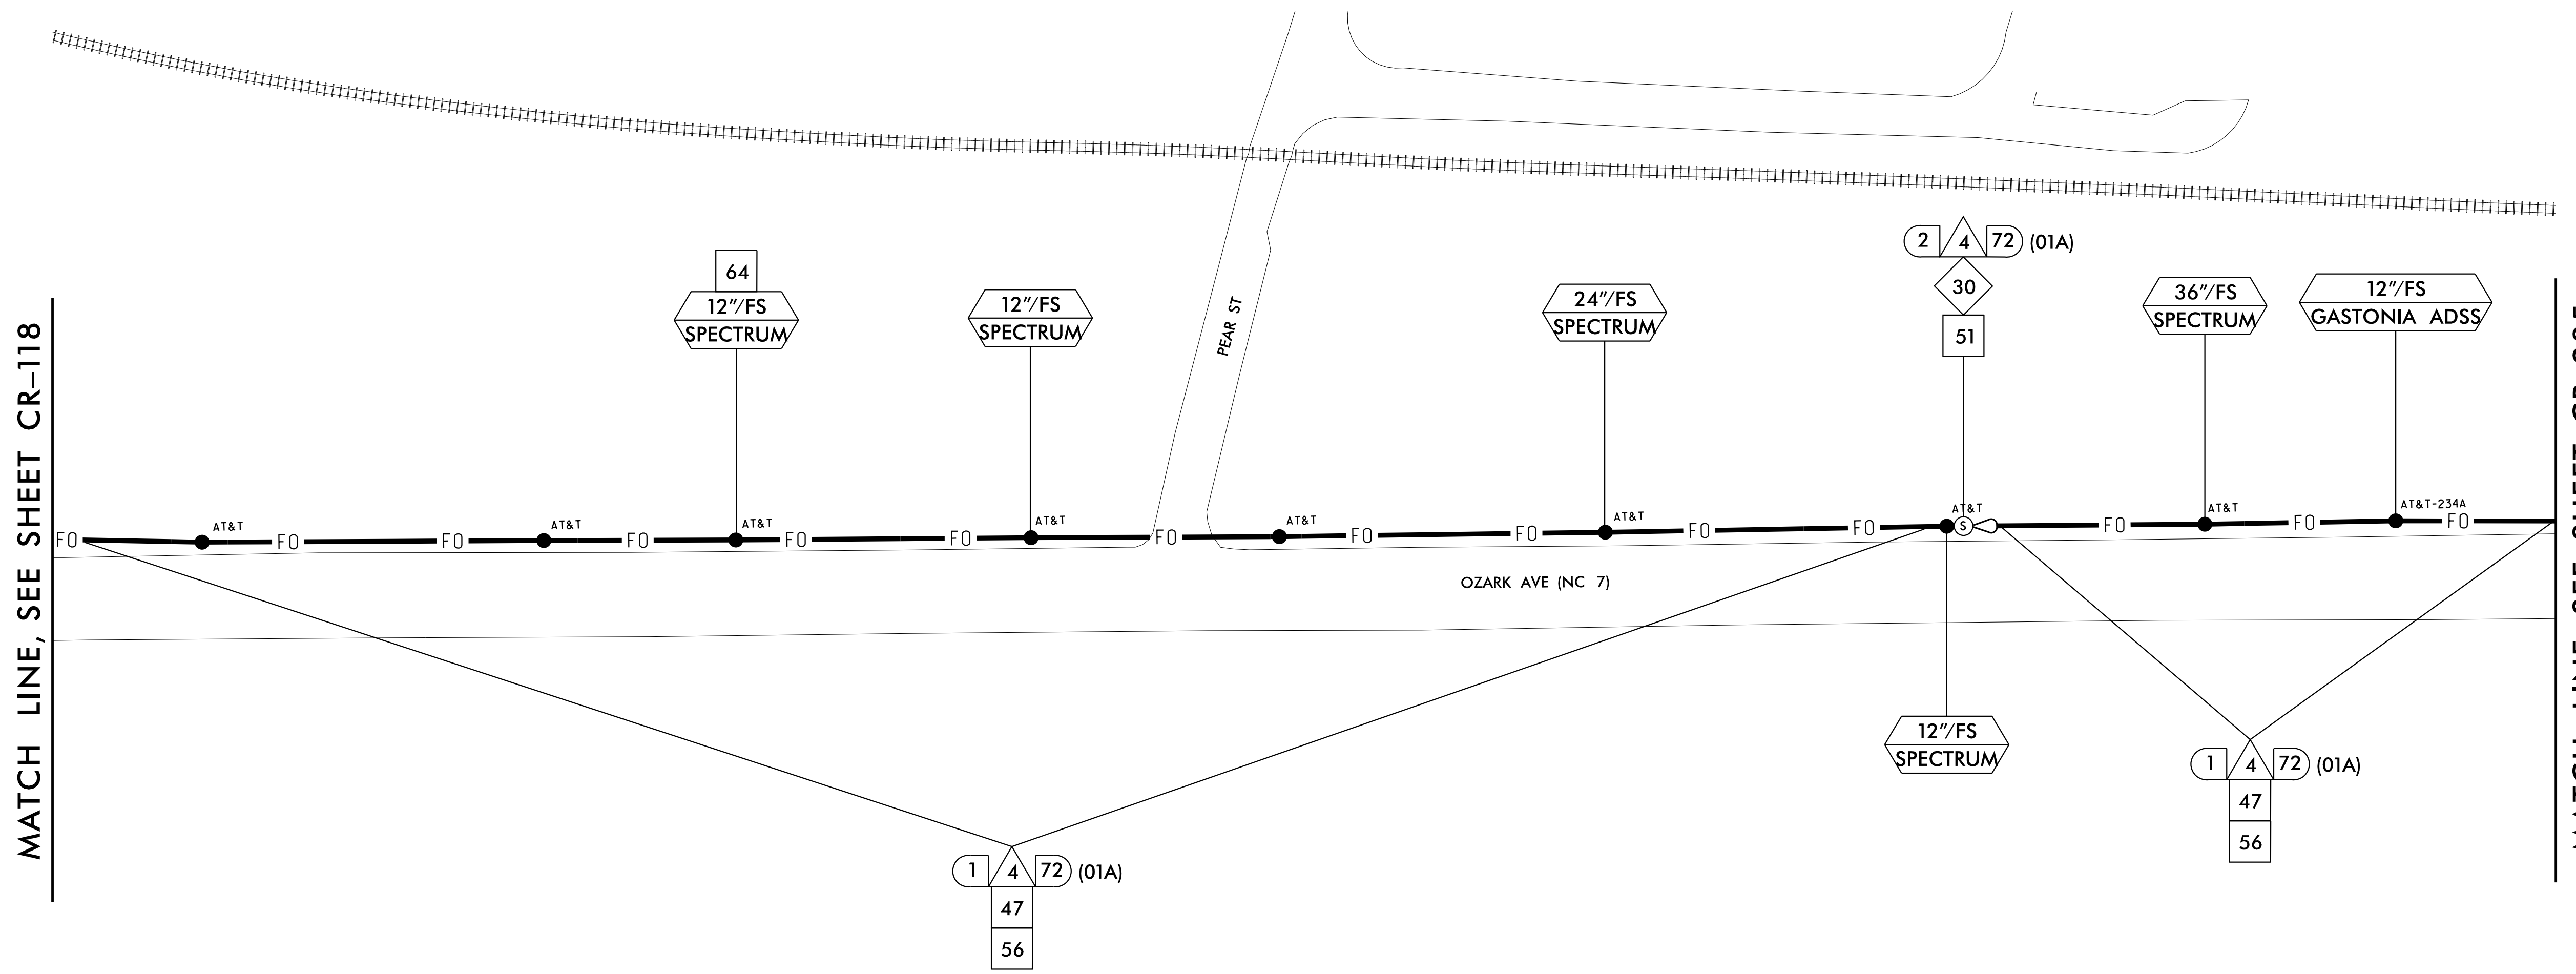 MATCH LINE, SEE SHEET CR-118
64
12"/FS
SPECTRUM
12"/FS
SPECTRUM
PEAR ST
24"/FS
SPECTRUM
2 4 72 (01A)
30
51
36"/FS
SPECTRUM
12"/FS
GASTONIA ADSS
FO AT&T FO FO AT&T FO AT&T FO FO AT&T FO AT&T FO FO AT&T FO FO AT&T S FO AT&T FO AT&T-234A FO
OZARK AVE (NC 7)
12"/FS
SPECTRUM
1 4 72 (01A)
47
56
1 4 72 (01A)
47
56